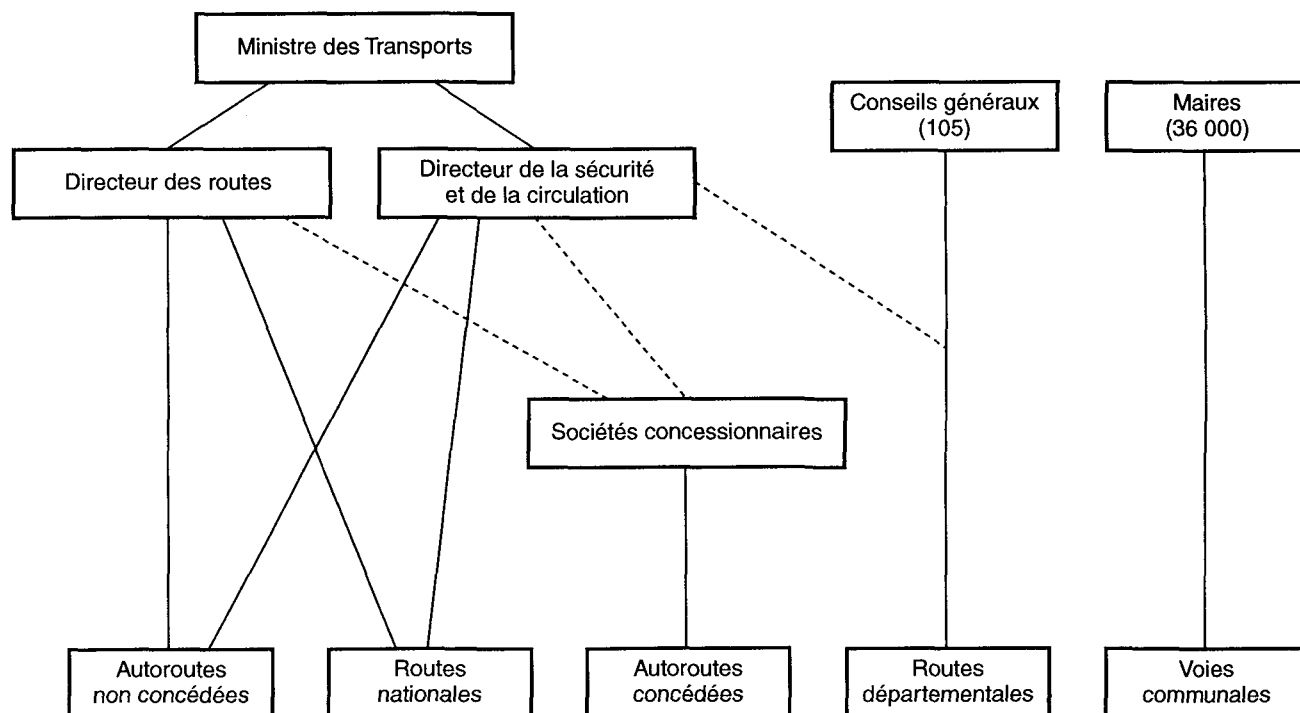 Ministre des Transports
Conseils généraux
(105)
Maires
(36 000)
Directeur des routes
Directeur de la sécurité
et de la circulation
Sociétés concessionnaires
Autoroutes
non concédées
Routes
nationales
Autoroutes
concédées
Routes
départementales
Voies
communales